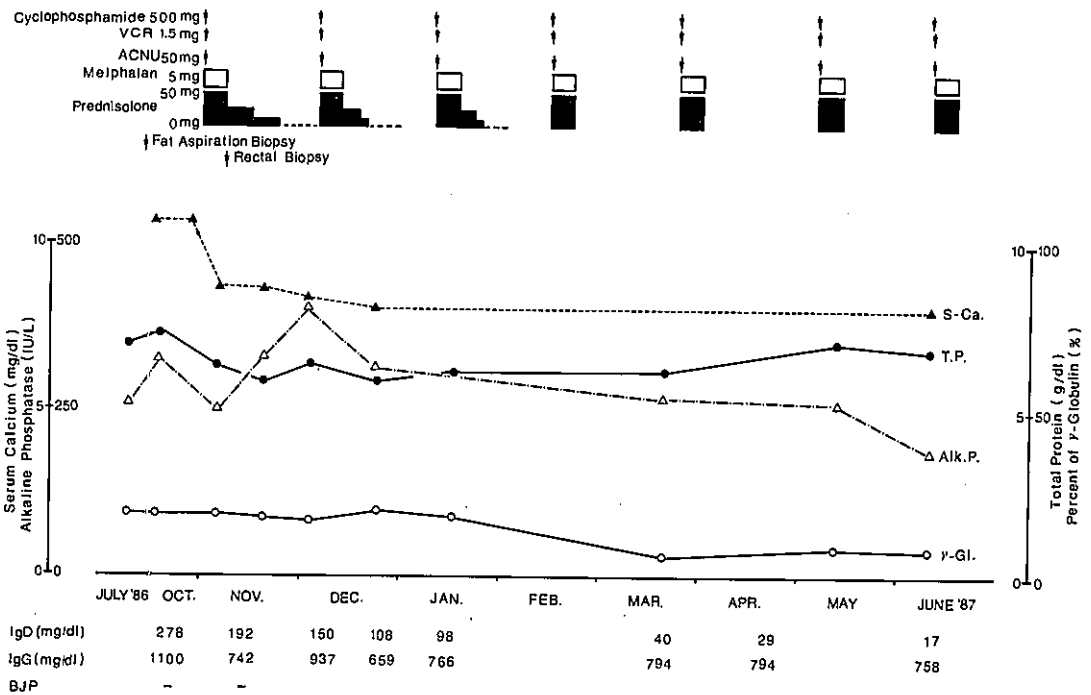 Cyclophosphamide 500 mg
VCR 1.5 mg
ACNU 50 mg
Melphalan 5 mg
50 mg
Prednisolone
0 mg
Fat Aspiration Biopsy
Rectal Biopsy
10 500
5 250
0 0
Serum Calcium (mg/dl)
Alkaline Phosphatase (IU/L)
10 100
5 50
0 0
Total Protein (g/dl)
Percent of γ-Globulin (%)
S-Ca.
T.P.
Alk.P.
γ-Gl.
JULY '86 OCT. NOV. DEC. JAN. FEB. MAR. APR. MAY JUNE '87
IgD (mg/dl) 278 192 150 108 98 40 29 17
IgG (mg/dl) 1100 742 937 659 766 794 794 758
BJP – –